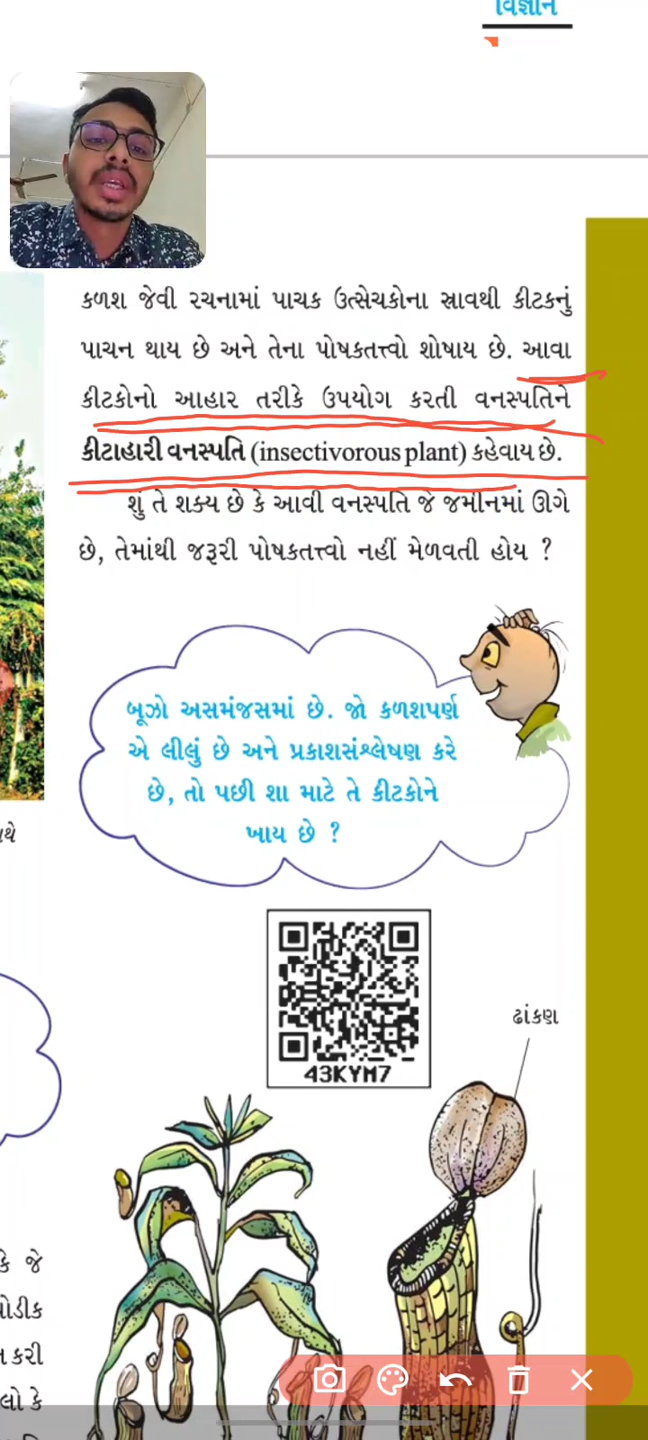 વિજ્ઞાન
કળશ જેવી રચનામાં પાચક ઉત્સેચકોના સ્રાવથી કીટકનું
પાચન થાય છે અને તેના પોષકતત્ત્વો શોષાય છે. આવા
કીટકોનો આહાર તરીકે ઉપયોગ કરતી વનસ્પતિને
કીટાહારી વનસ્પતિ (insectivorous plant) કહેવાય છે.
શું તે શક્ય છે કે આવી વનસ્પતિ જે જમીનમાં ઊગે
છે, તેમાંથી જરૂરી પોષકતત્ત્વો નહીં મેળવતી હોય ?
બૂઝો અસમંજસમાં છે. જો કળશપર્ણ
એ લીલું છે અને પ્રકાશસંશ્લેષણ કરે
છે, તો પછી શા માટે તે કીટકોને
ખાય છે ?
43KYM7
ઢાંકણ
જે
લો કે